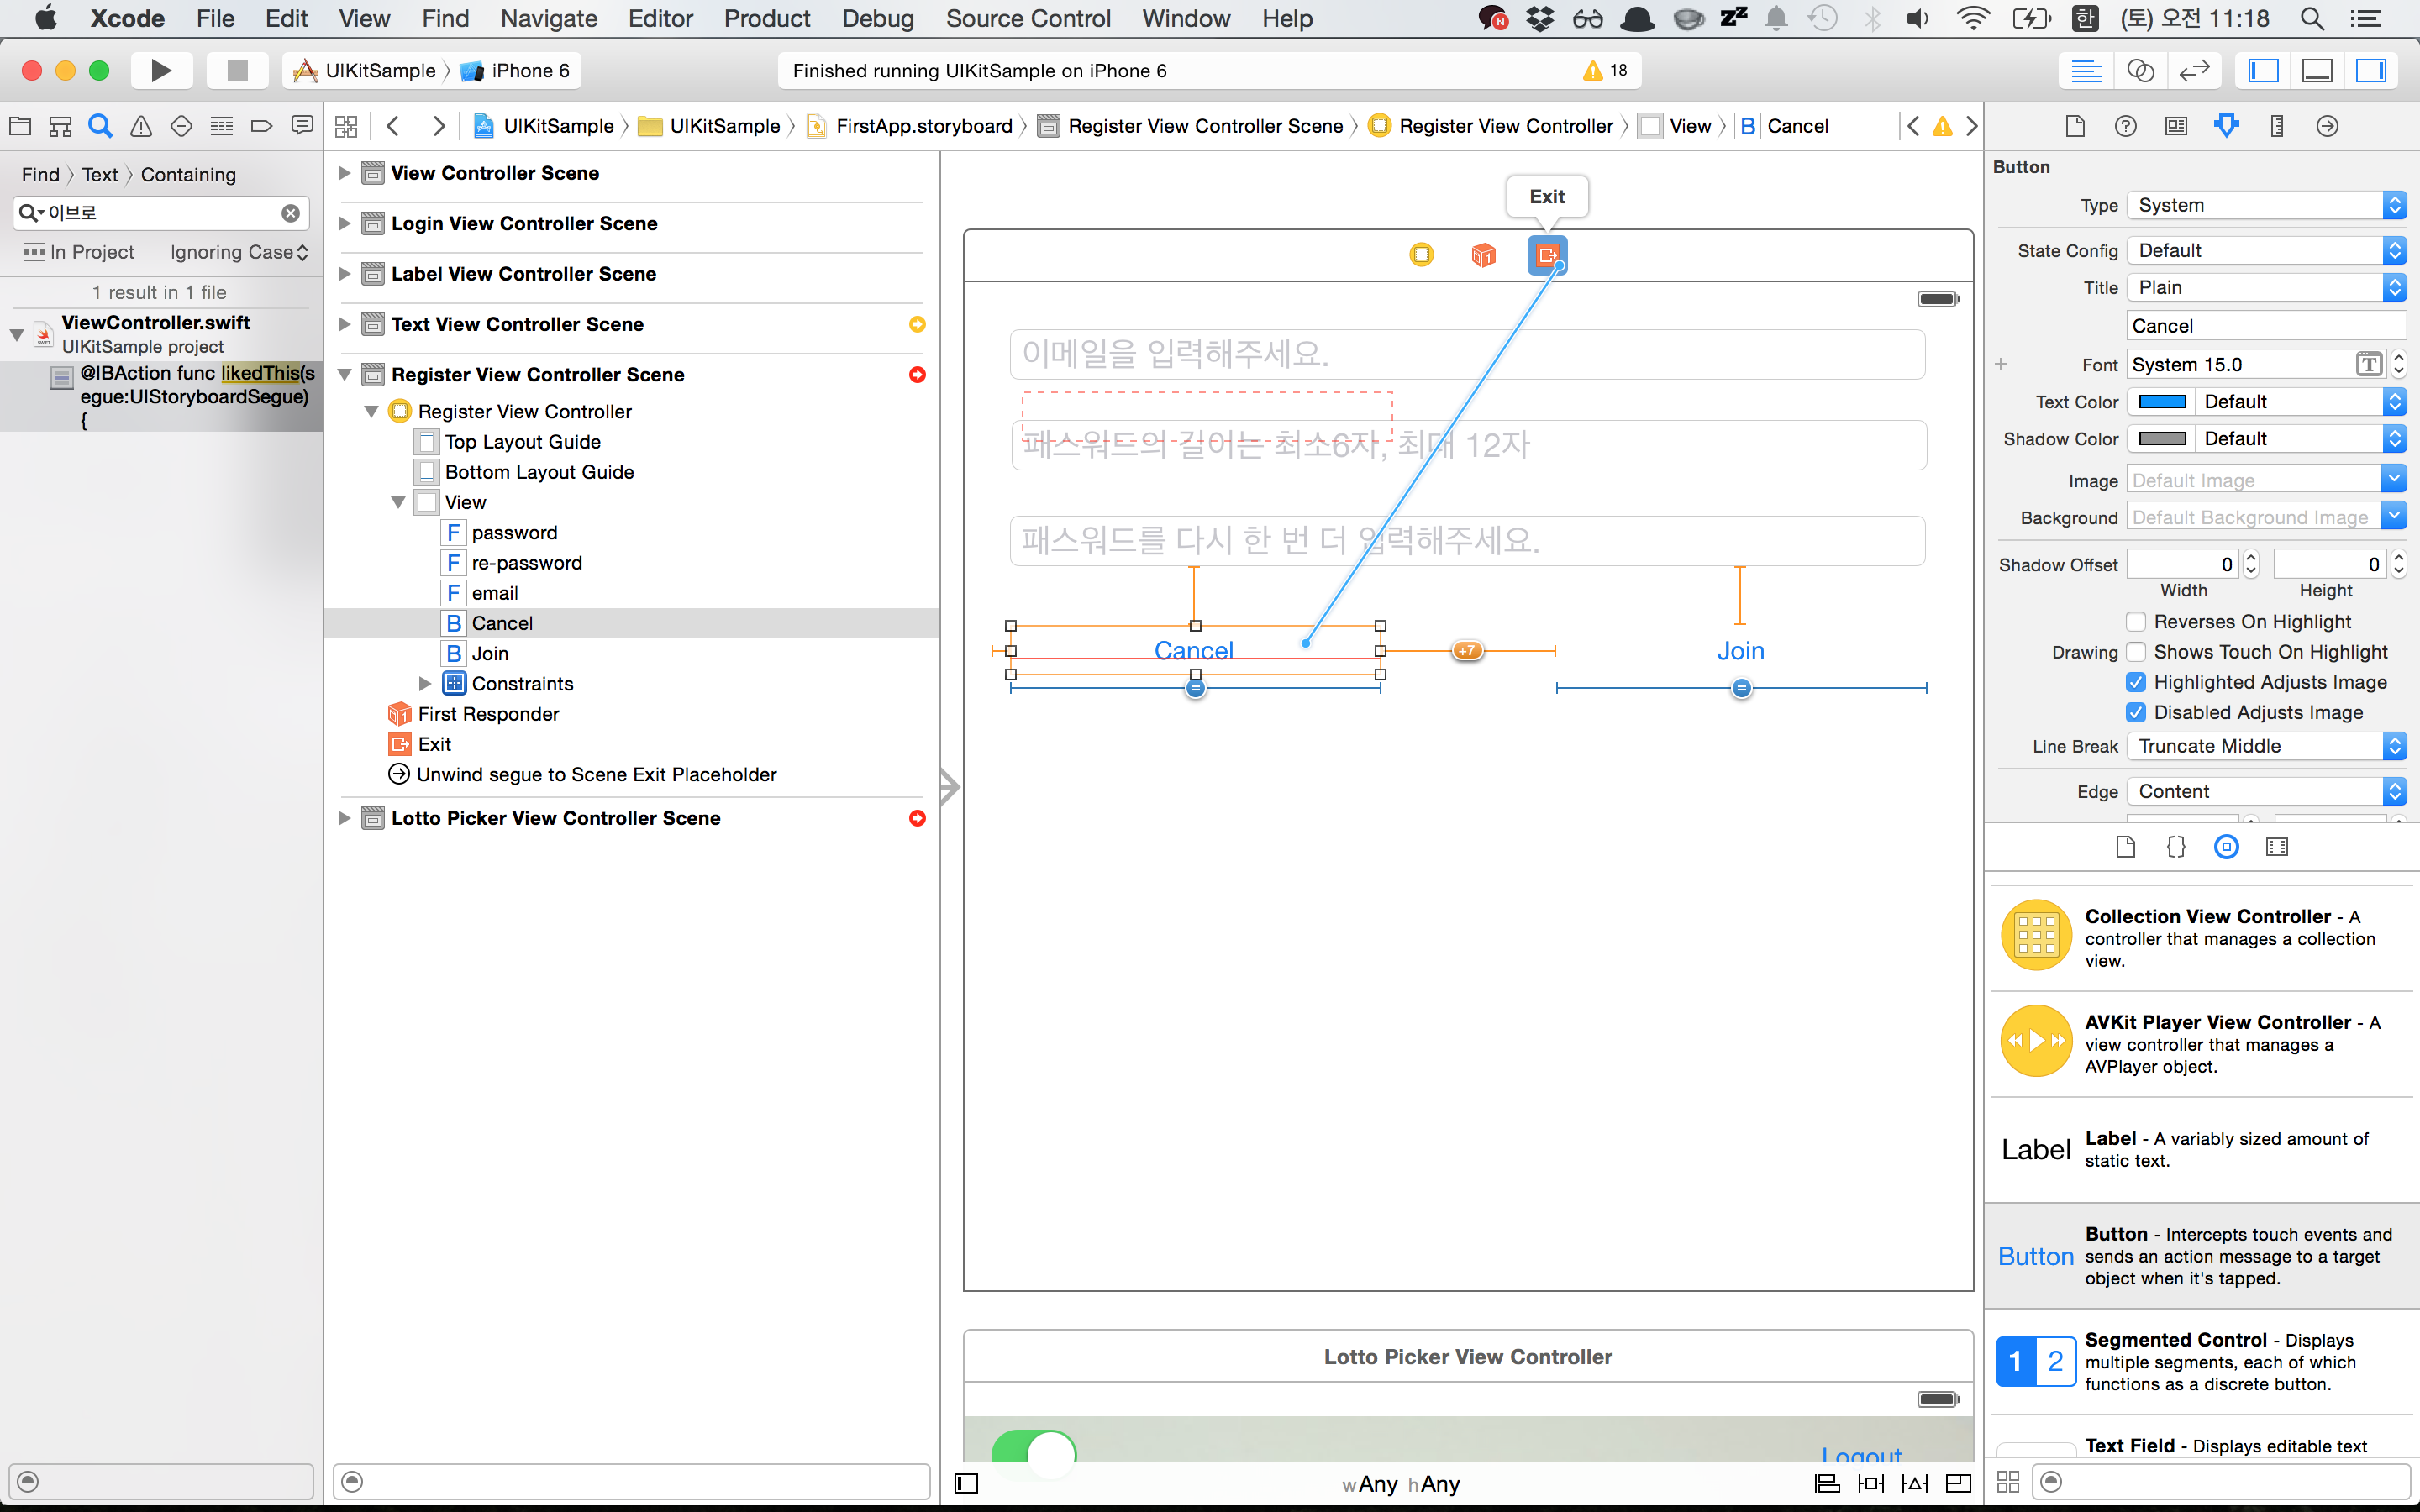 Xcode File Edit View Find Navigate Editor Product Debug Source Control Window Help 한 (토) 오전 11:18
UIKitSample iPhone 6
Finished running UIKitSample on iPhone 6
18
UIKitSample UIKitSample FirstApp.storyboard Register View Controller Scene Register View Controller View B Cancel
Find Text Containing
이브로
In Project Ignoring Case
1 result in 1 file
ViewController.swift
UIKitSample project
@IBAction func likedThis(s
egue:UIStoryboardSegue)
{
View Controller Scene
Login View Controller Scene
Label View Controller Scene
Text View Controller Scene
Register View Controller Scene
Register View Controller
Top Layout Guide
Bottom Layout Guide
View
F password
F re-password
F email
B Cancel
B Join
Constraints
First Responder
Exit
Unwind segue to Scene Exit Placeholder
Lotto Picker View Controller Scene
Exit
이메일을 입력해주세요.
패스워드의 길이는 최소6자, 최대 12자
패스워드를 다시 한 번 더 입력해주세요.
Cancel
+7
Join
Lotto Picker View Controller
Logout
wAny hAny
Button
Type System
State Config Default
Title Plain
Cancel
Font System 15.0
Text Color Default
Shadow Color Default
Image Default Image
Background Default Background Image
Shadow Offset 0 0
Width Height
Reverses On Highlight
Drawing Shows Touch On Highlight
Highlighted Adjusts Image
Disabled Adjusts Image
Line Break Truncate Middle
Edge Content
Collection View Controller - A
controller that manages a collection
view.
AVKit Player View Controller - A
view controller that manages a
AVPlayer object.
Label
Label - A variably sized amount of
static text.
Button
Button - Intercepts touch events and
sends an action message to a target
object when it's tapped.
1 2
Segmented Control - Displays
multiple segments, each of which
functions as a discrete button.
Text Field - Displays editable text